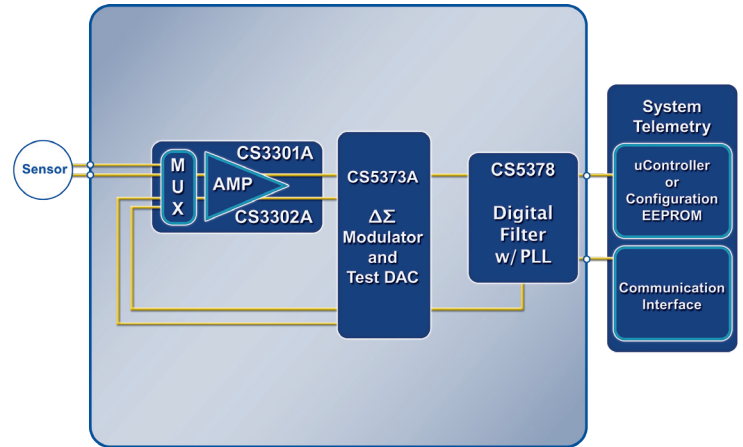 Sensor
M
U
X
CS3301A
AMP
CS3302A
CS5373A
ΔΣ
Modulator
and
Test DAC
CS5378
Digital
Filter
w/ PLL
System
Telemetry
uController
or
Configuration
EEPROM
Communication
Interface